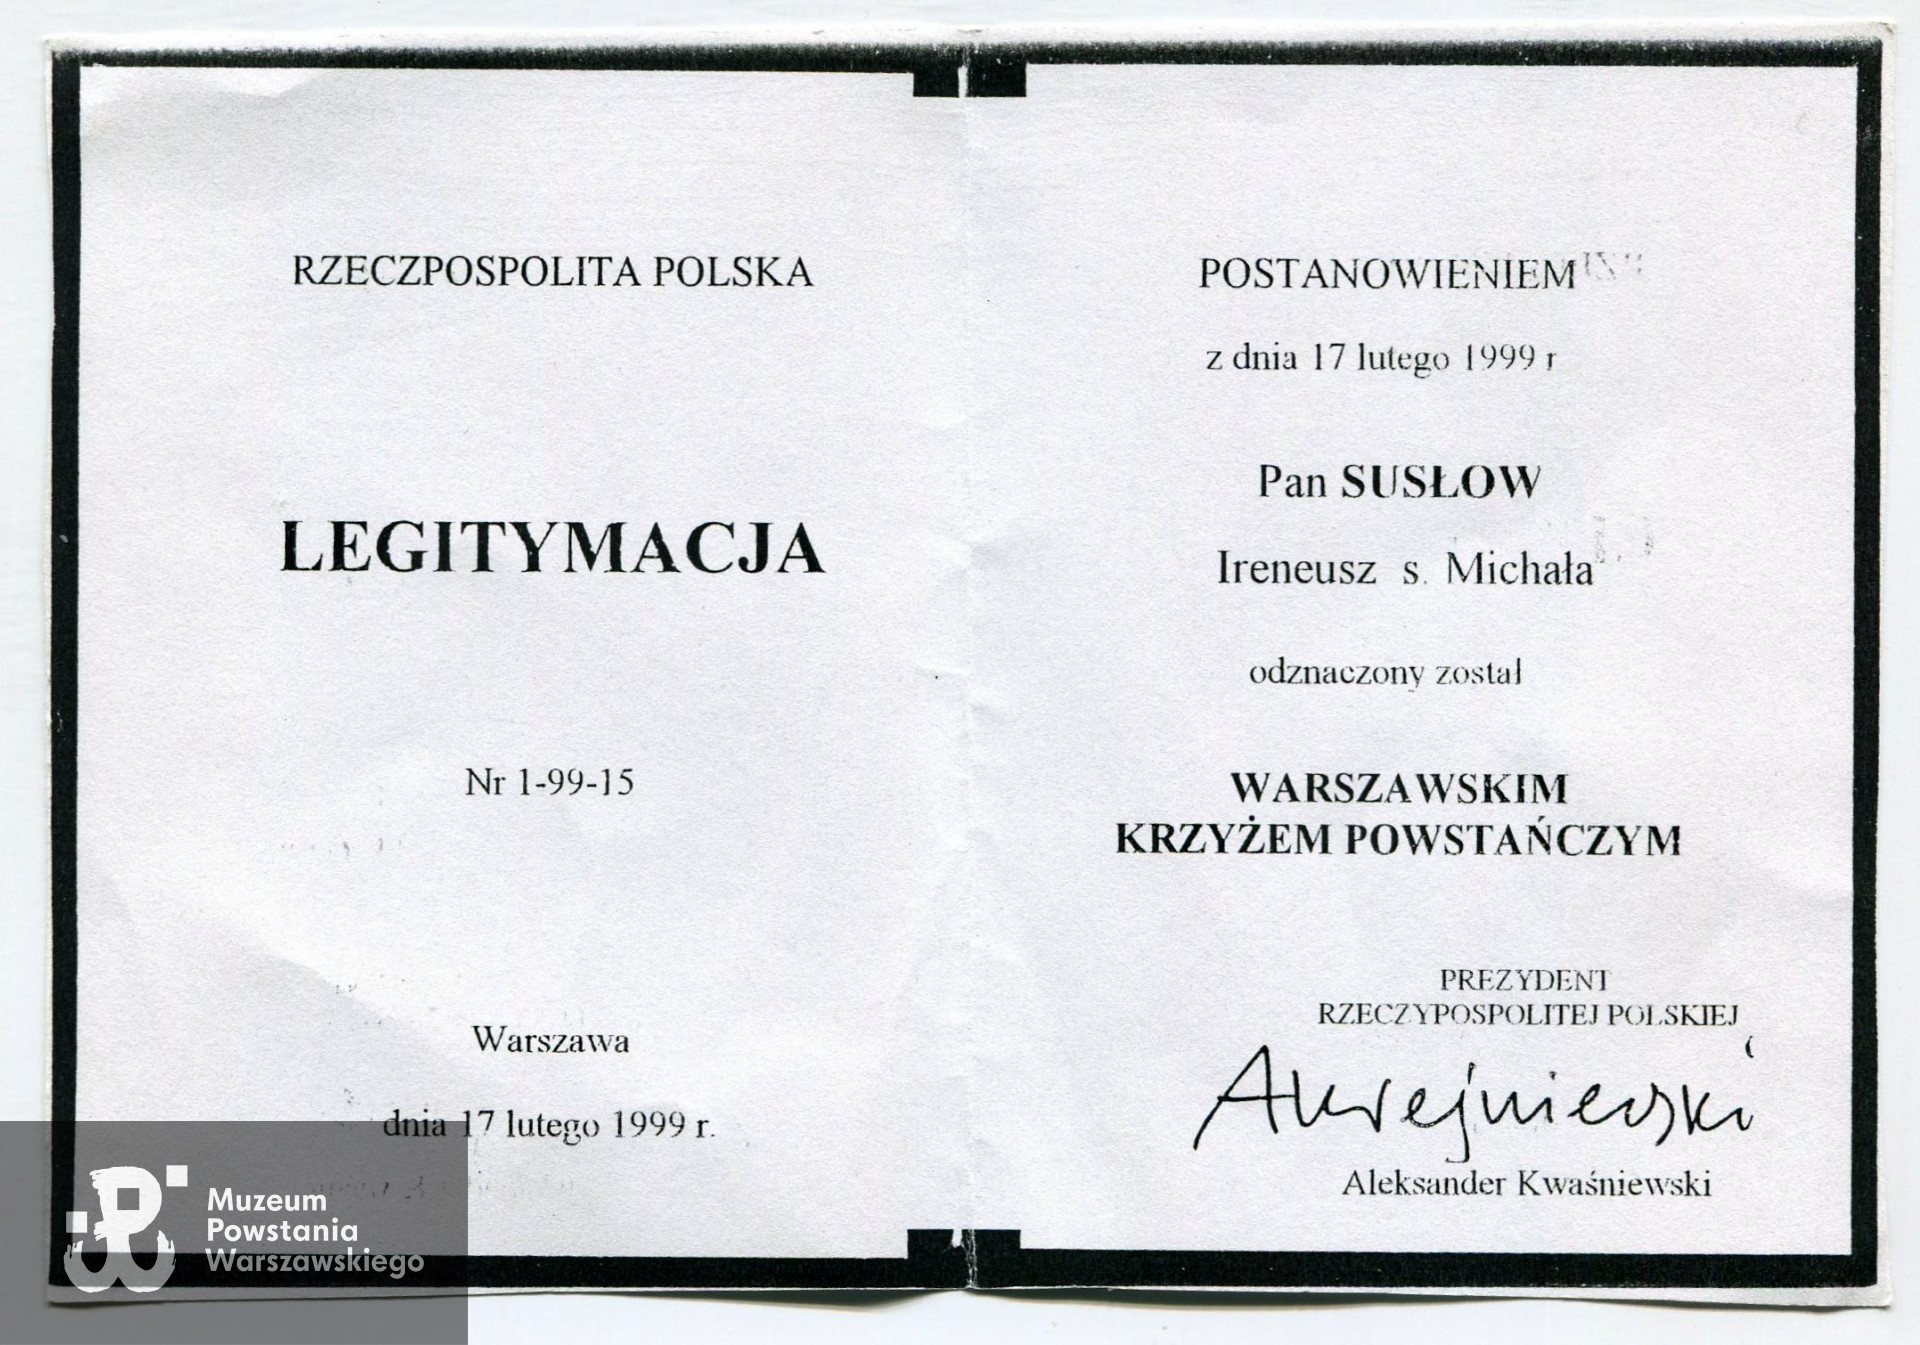 RZECZPOSPOLITA POLSKA
LEGITYMACJA
Nr 1-99-15
Warszawa
dnia 17 lutego 1999 r.
POSTANOWIENIEM
z dnia 17 lutego 1999 r
Pan SUSŁOW
Ireneusz s. Michała
odznaczony został
WARSZAWSKIM
KRZYŻEM POWSTAŃCZYM
PREZYDENT
RZECZYPOSPOLITEJ POLSKIEJ
AKwaśniewski
Aleksander Kwaśniewski
Muzeum
Powstania
Warszawskiego